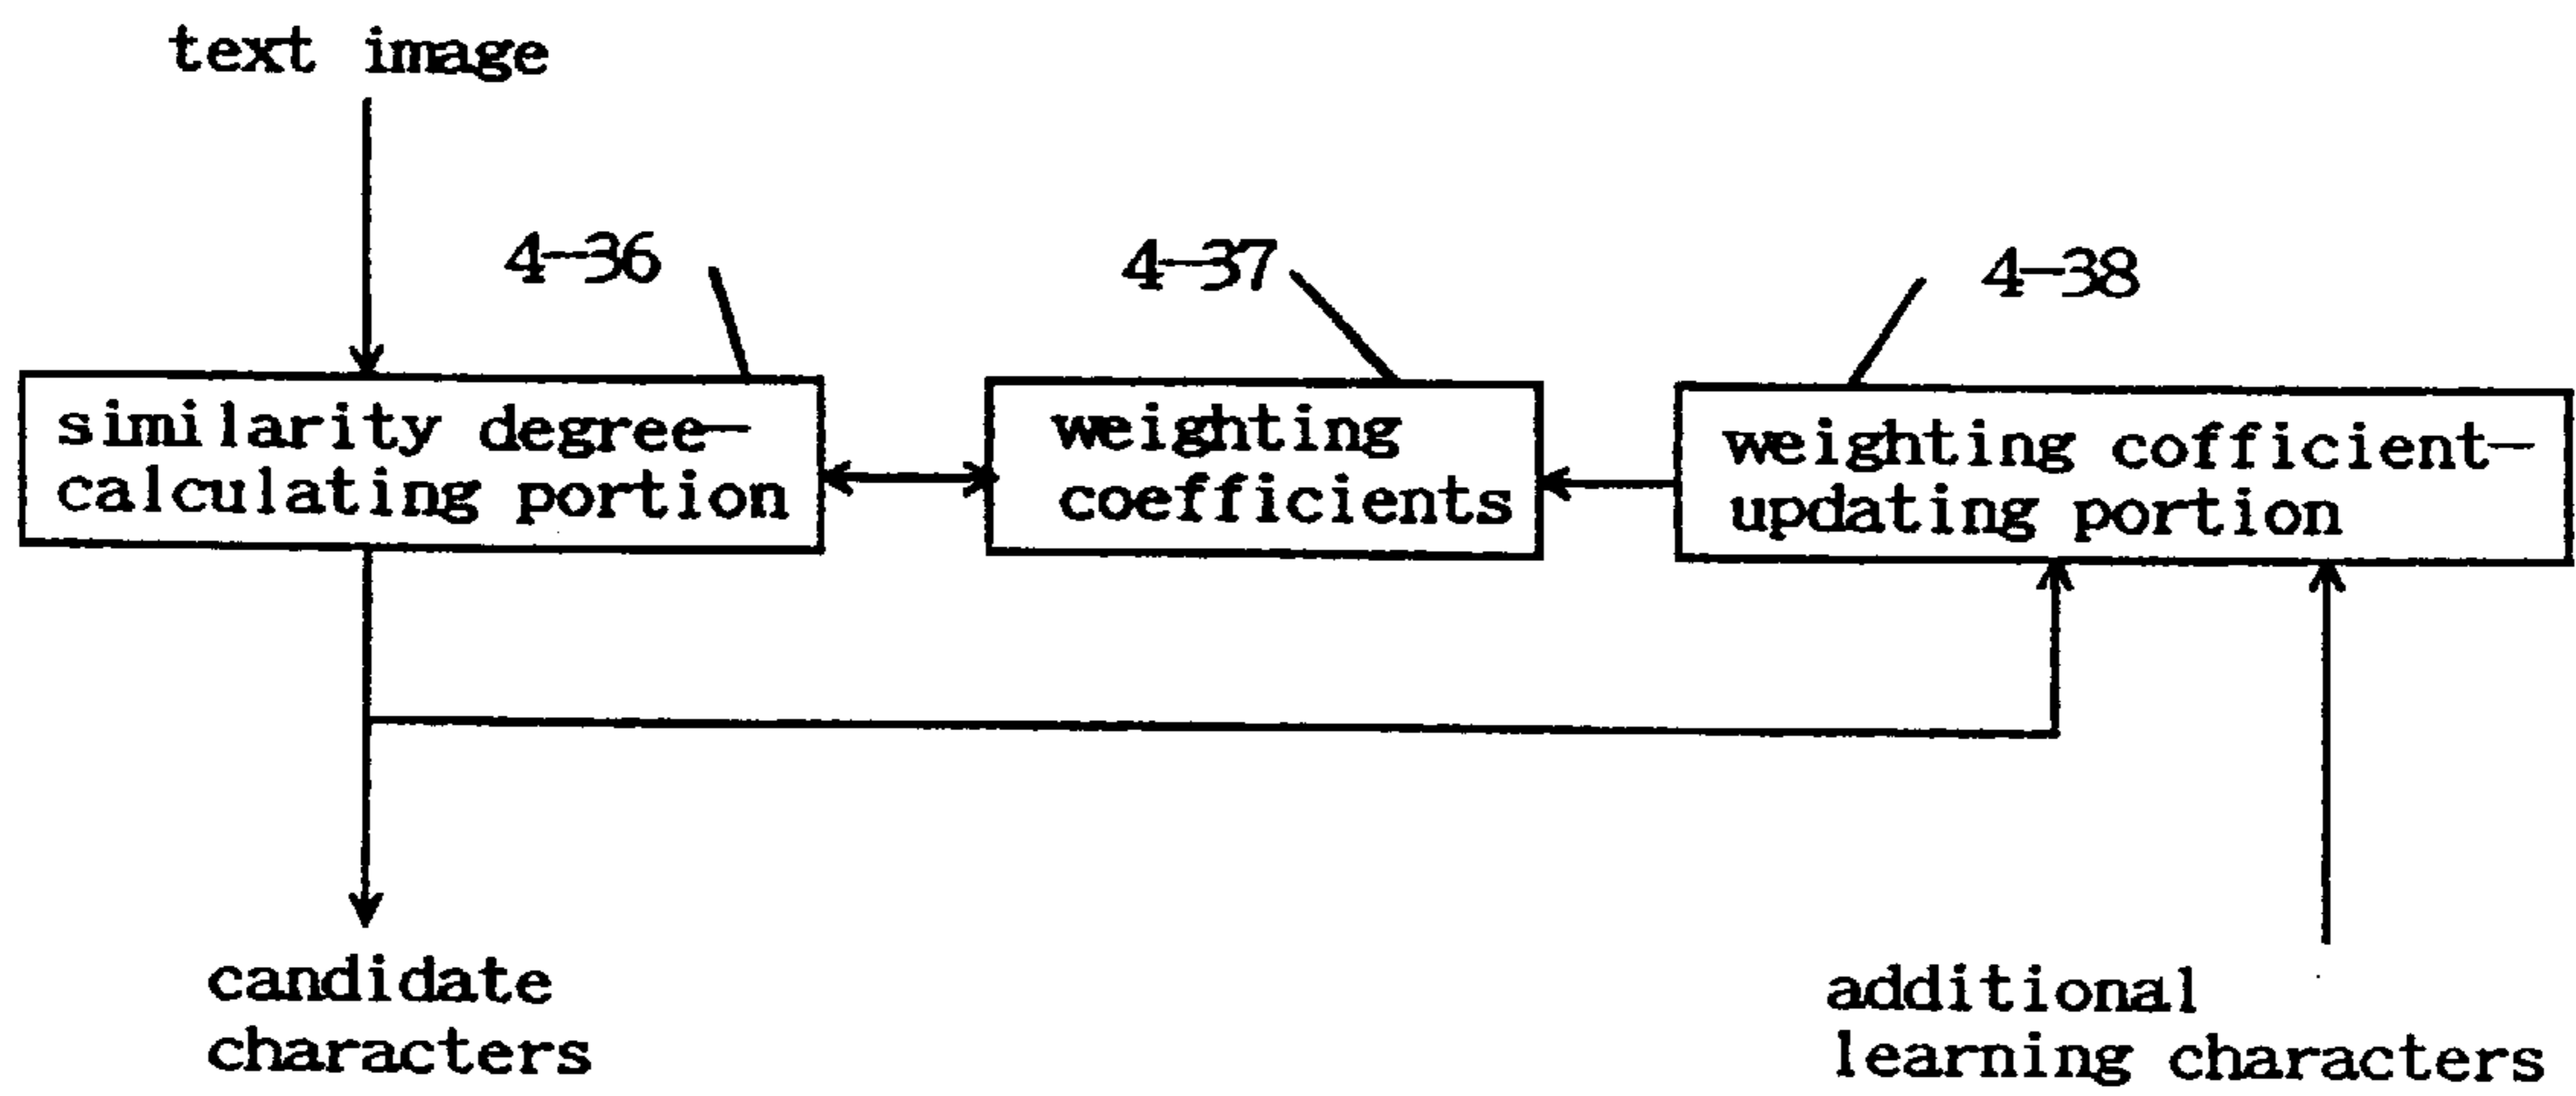 text image
4-36
4-37
4-38
similarity degree-
calculating portion
weighting
coefficients
weighting cofficient-
updating portion
candidate
characters
additional
learning characters